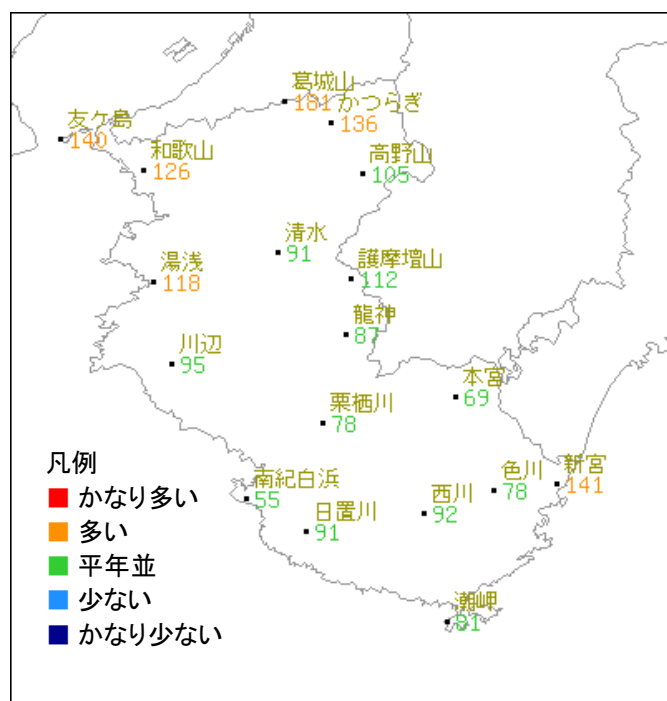 葛城山
181
かつらぎ
136
友ケ島
140
和歌山
126
高野山
105
清水
91
護摩壇山
112
湯浅
118
龍神
87
川辺
95
本宮
69
栗栖川
78
南紀白浜
55
日置川
91
西川
92
色川
78
新宮
141
潮岬
81
凡例
かなり多い
多い
平年並
少ない
かなり少ない